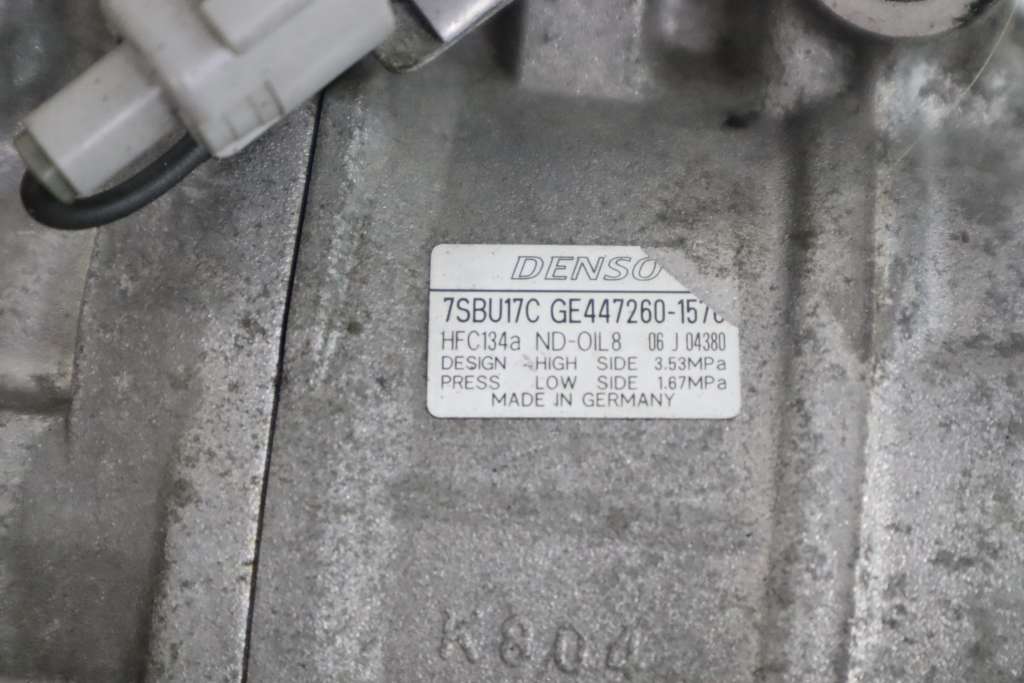 DENSO
7SBU17C GE447260-157
HFC134a ND-OIL8 06 J 04380
DESIGN HIGH SIDE 3.53MPa
PRESS LOW SIDE 1.67MPa
MADE IN GERMANY
K804